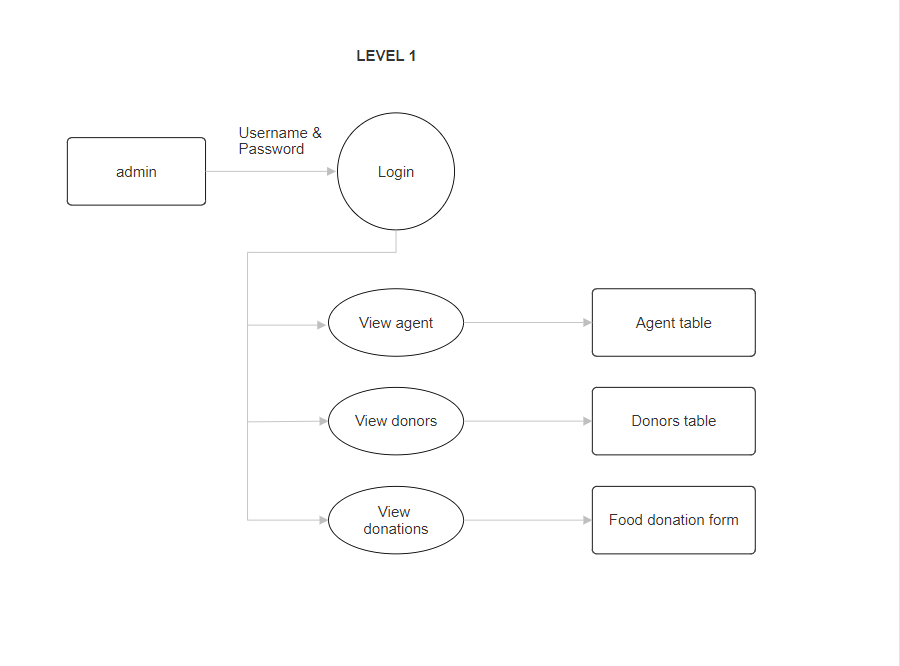 LEVEL 1
Username &
Password
admin
Login
View agent
Agent table
View donors
Donors table
View
donations
Food donation form